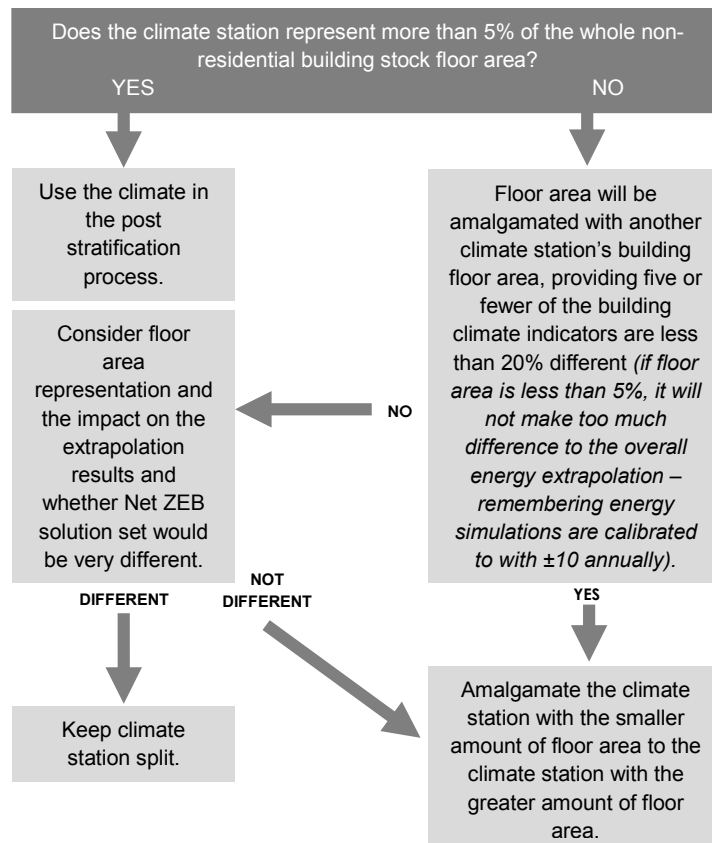 Does the climate station represent more than 5% of the whole non-
residential building stock floor area?
YES
NO
Use the climate in
the post
stratification
process.
Floor area will be
amalgamated with another
climate station's building
floor area, providing five or
fewer of the building
climate indicators are less
than 20% different (if floor
area is less than 5%, it will
not make too much
difference to the overall
energy extrapolation –
remembering energy
simulations are calibrated
to with ±10 annually).
Consider floor
area
representation and
the impact on the
extrapolation
results and
whether Net ZEB
solution set would
be very different.
NO
DIFFERENT
NOT
DIFFERENT
YES
Keep climate
station split.
Amalgamate the climate
station with the smaller
amount of floor area to the
climate station with the
greater amount of floor
area.